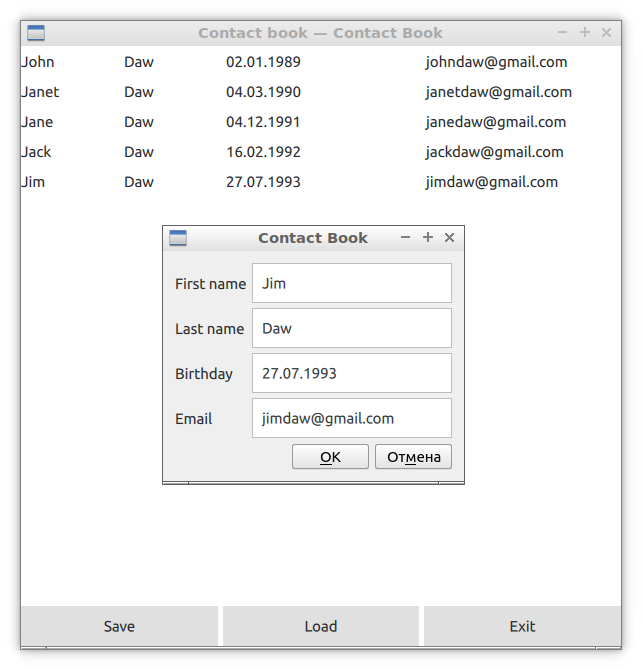 Contact book — Contact Book
John Daw 02.01.1989 johndaw@gmail.com
Janet Daw 04.03.1990 janetdaw@gmail.com
Jane Daw 04.12.1991 janedaw@gmail.com
Jack Daw 16.02.1992 jackdaw@gmail.com
Jim Daw 27.07.1993 jimdaw@gmail.com
Contact Book
First name Jim
Last name Daw
Birthday 27.07.1993
Email jimdaw@gmail.com
OK Отмена
Save Load Exit